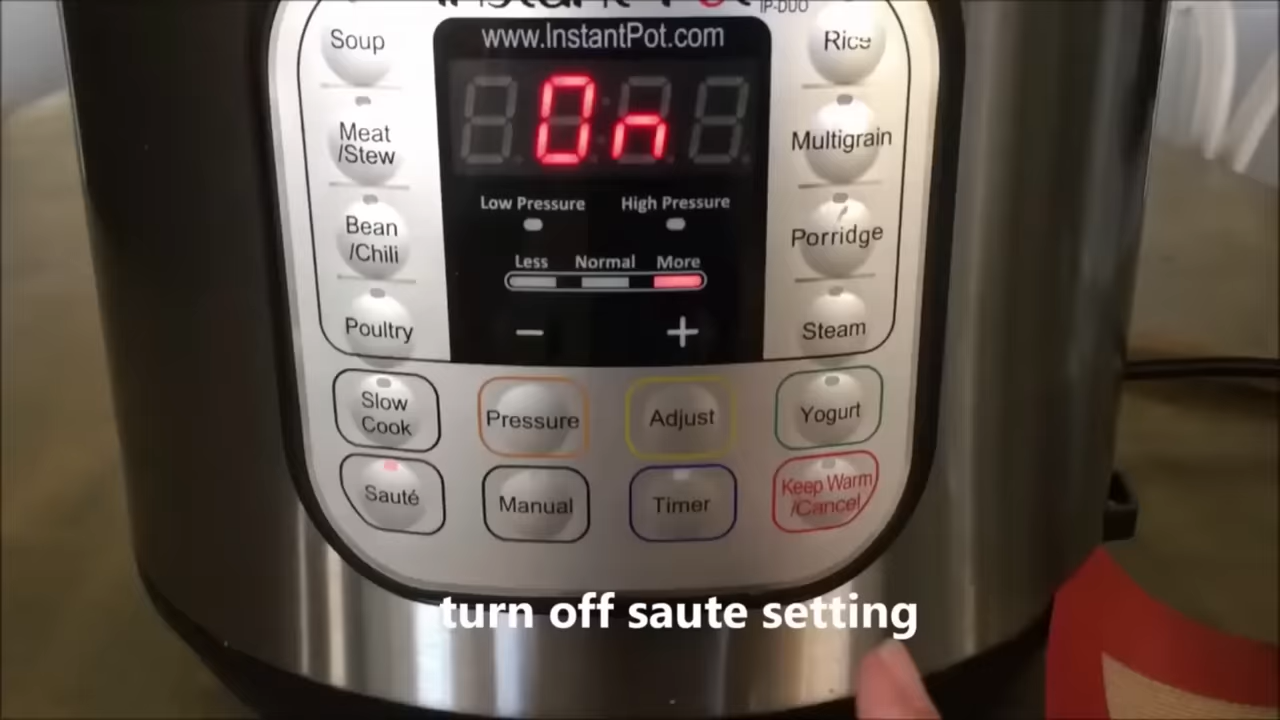 IP-DUO
Soup
www.InstantPot.com
Rice
On
Meat
/Stew
Multigrain
Low Pressure
High Pressure
Bean
/Chili
Porridge
Less
Normal
More
Poultry
−
+
Steam
Slow
Cook
Pressure
Adjust
Yogurt
Sauté
Manual
Timer
Keep Warm
/Cancel
turn off saute setting